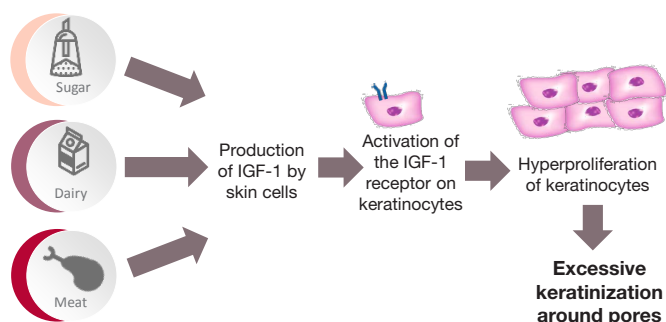 Sugar
Dairy
Meat
Production
of IGF-1 by
skin cells
Activation of
the IGF-1
receptor on
keratinocytes
Hyperproliferation
of keratinocytes
Excessive
keratinization
around pores